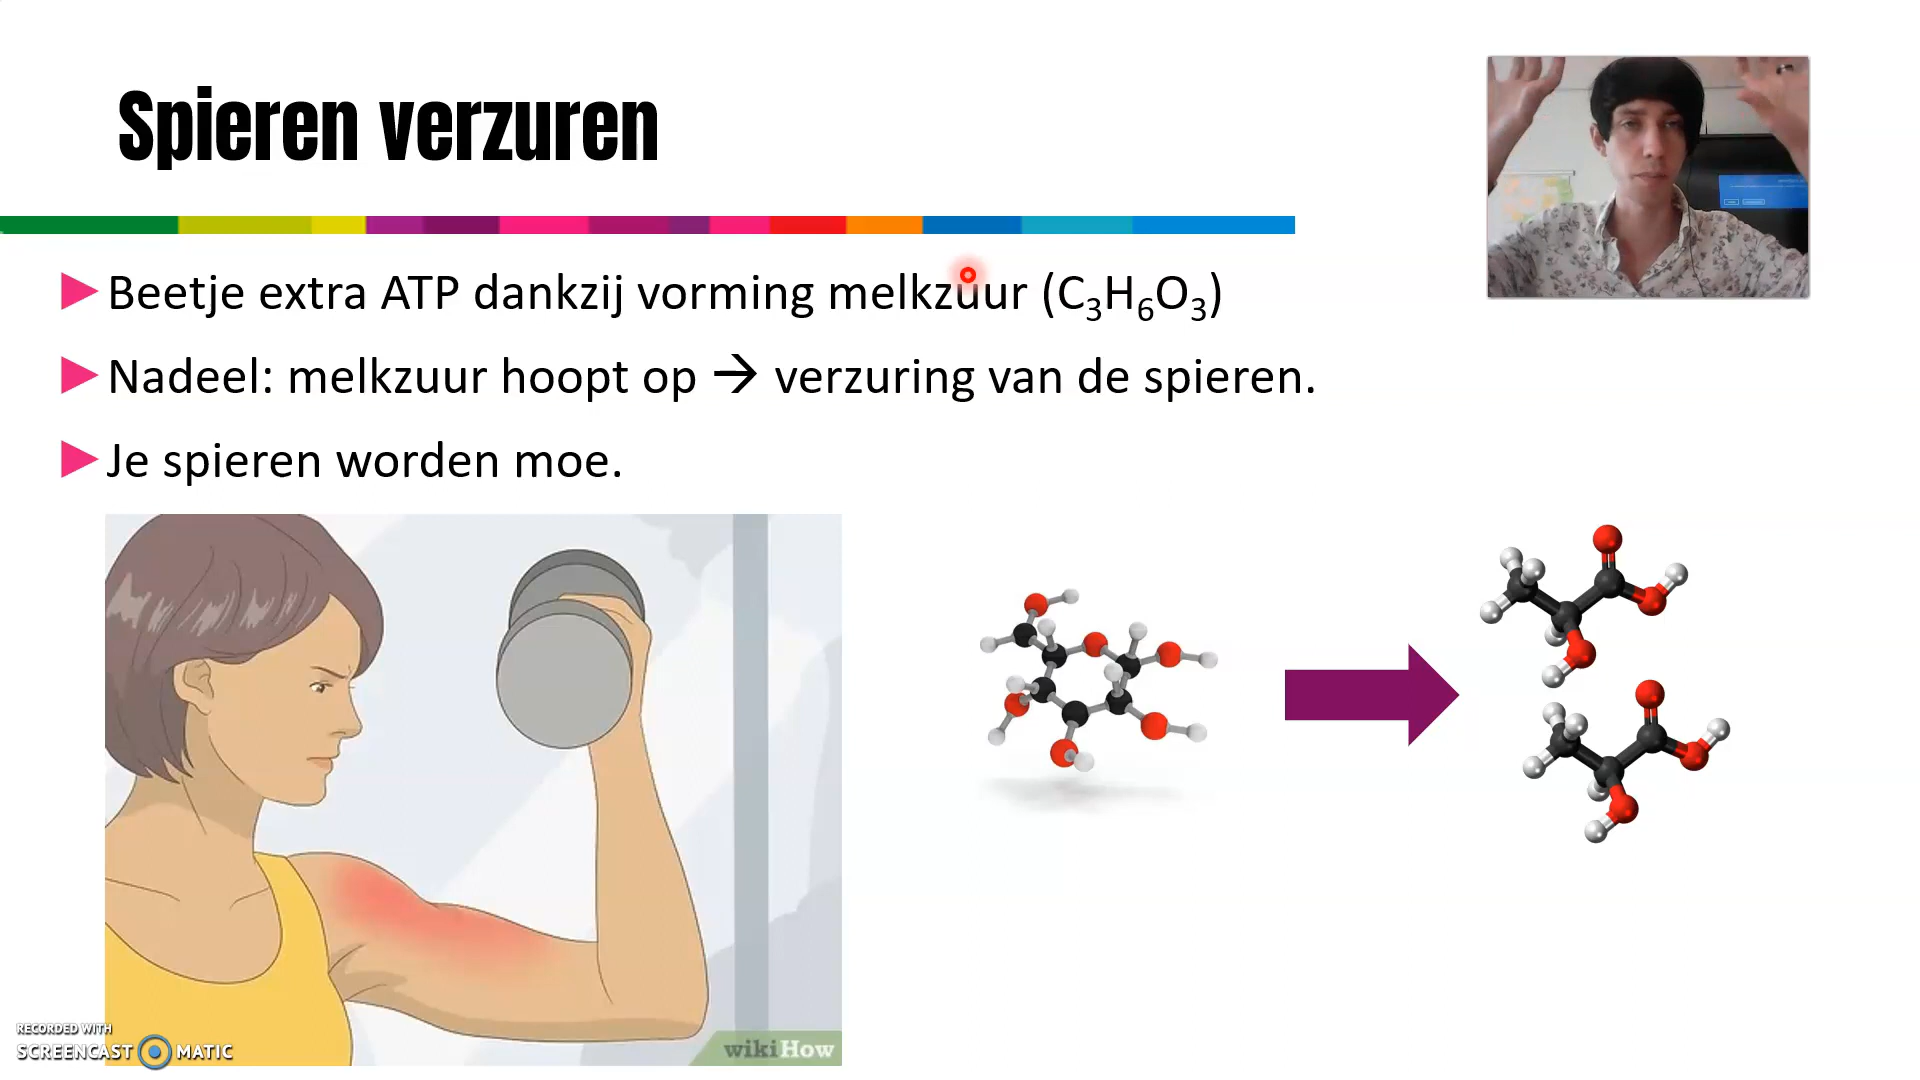 Spieren verzuren
Beetje extra ATP dankzij vorming melkzuur (C₃H₆O₃)
Nadeel: melkzuur hoopt op → verzuring van de spieren.
Je spieren worden moe.
wikiHow
RECORDED WITH
SCREENCAST MATIC